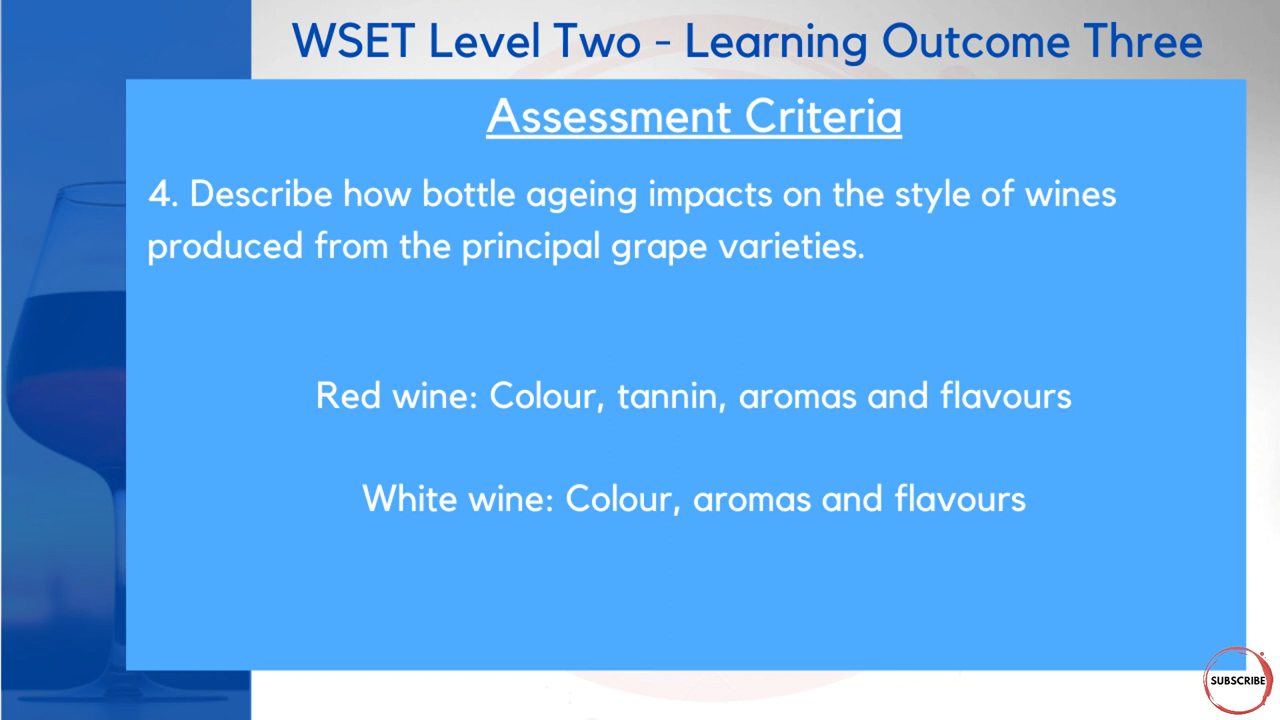 WSET Level Two - Learning Outcome Three
Assessment Criteria
4. Describe how bottle ageing impacts on the style of wines
produced from the principal grape varieties.
Red wine: Colour, tannin, aromas and flavours
White wine: Colour, aromas and flavours
SUBSCRIBE